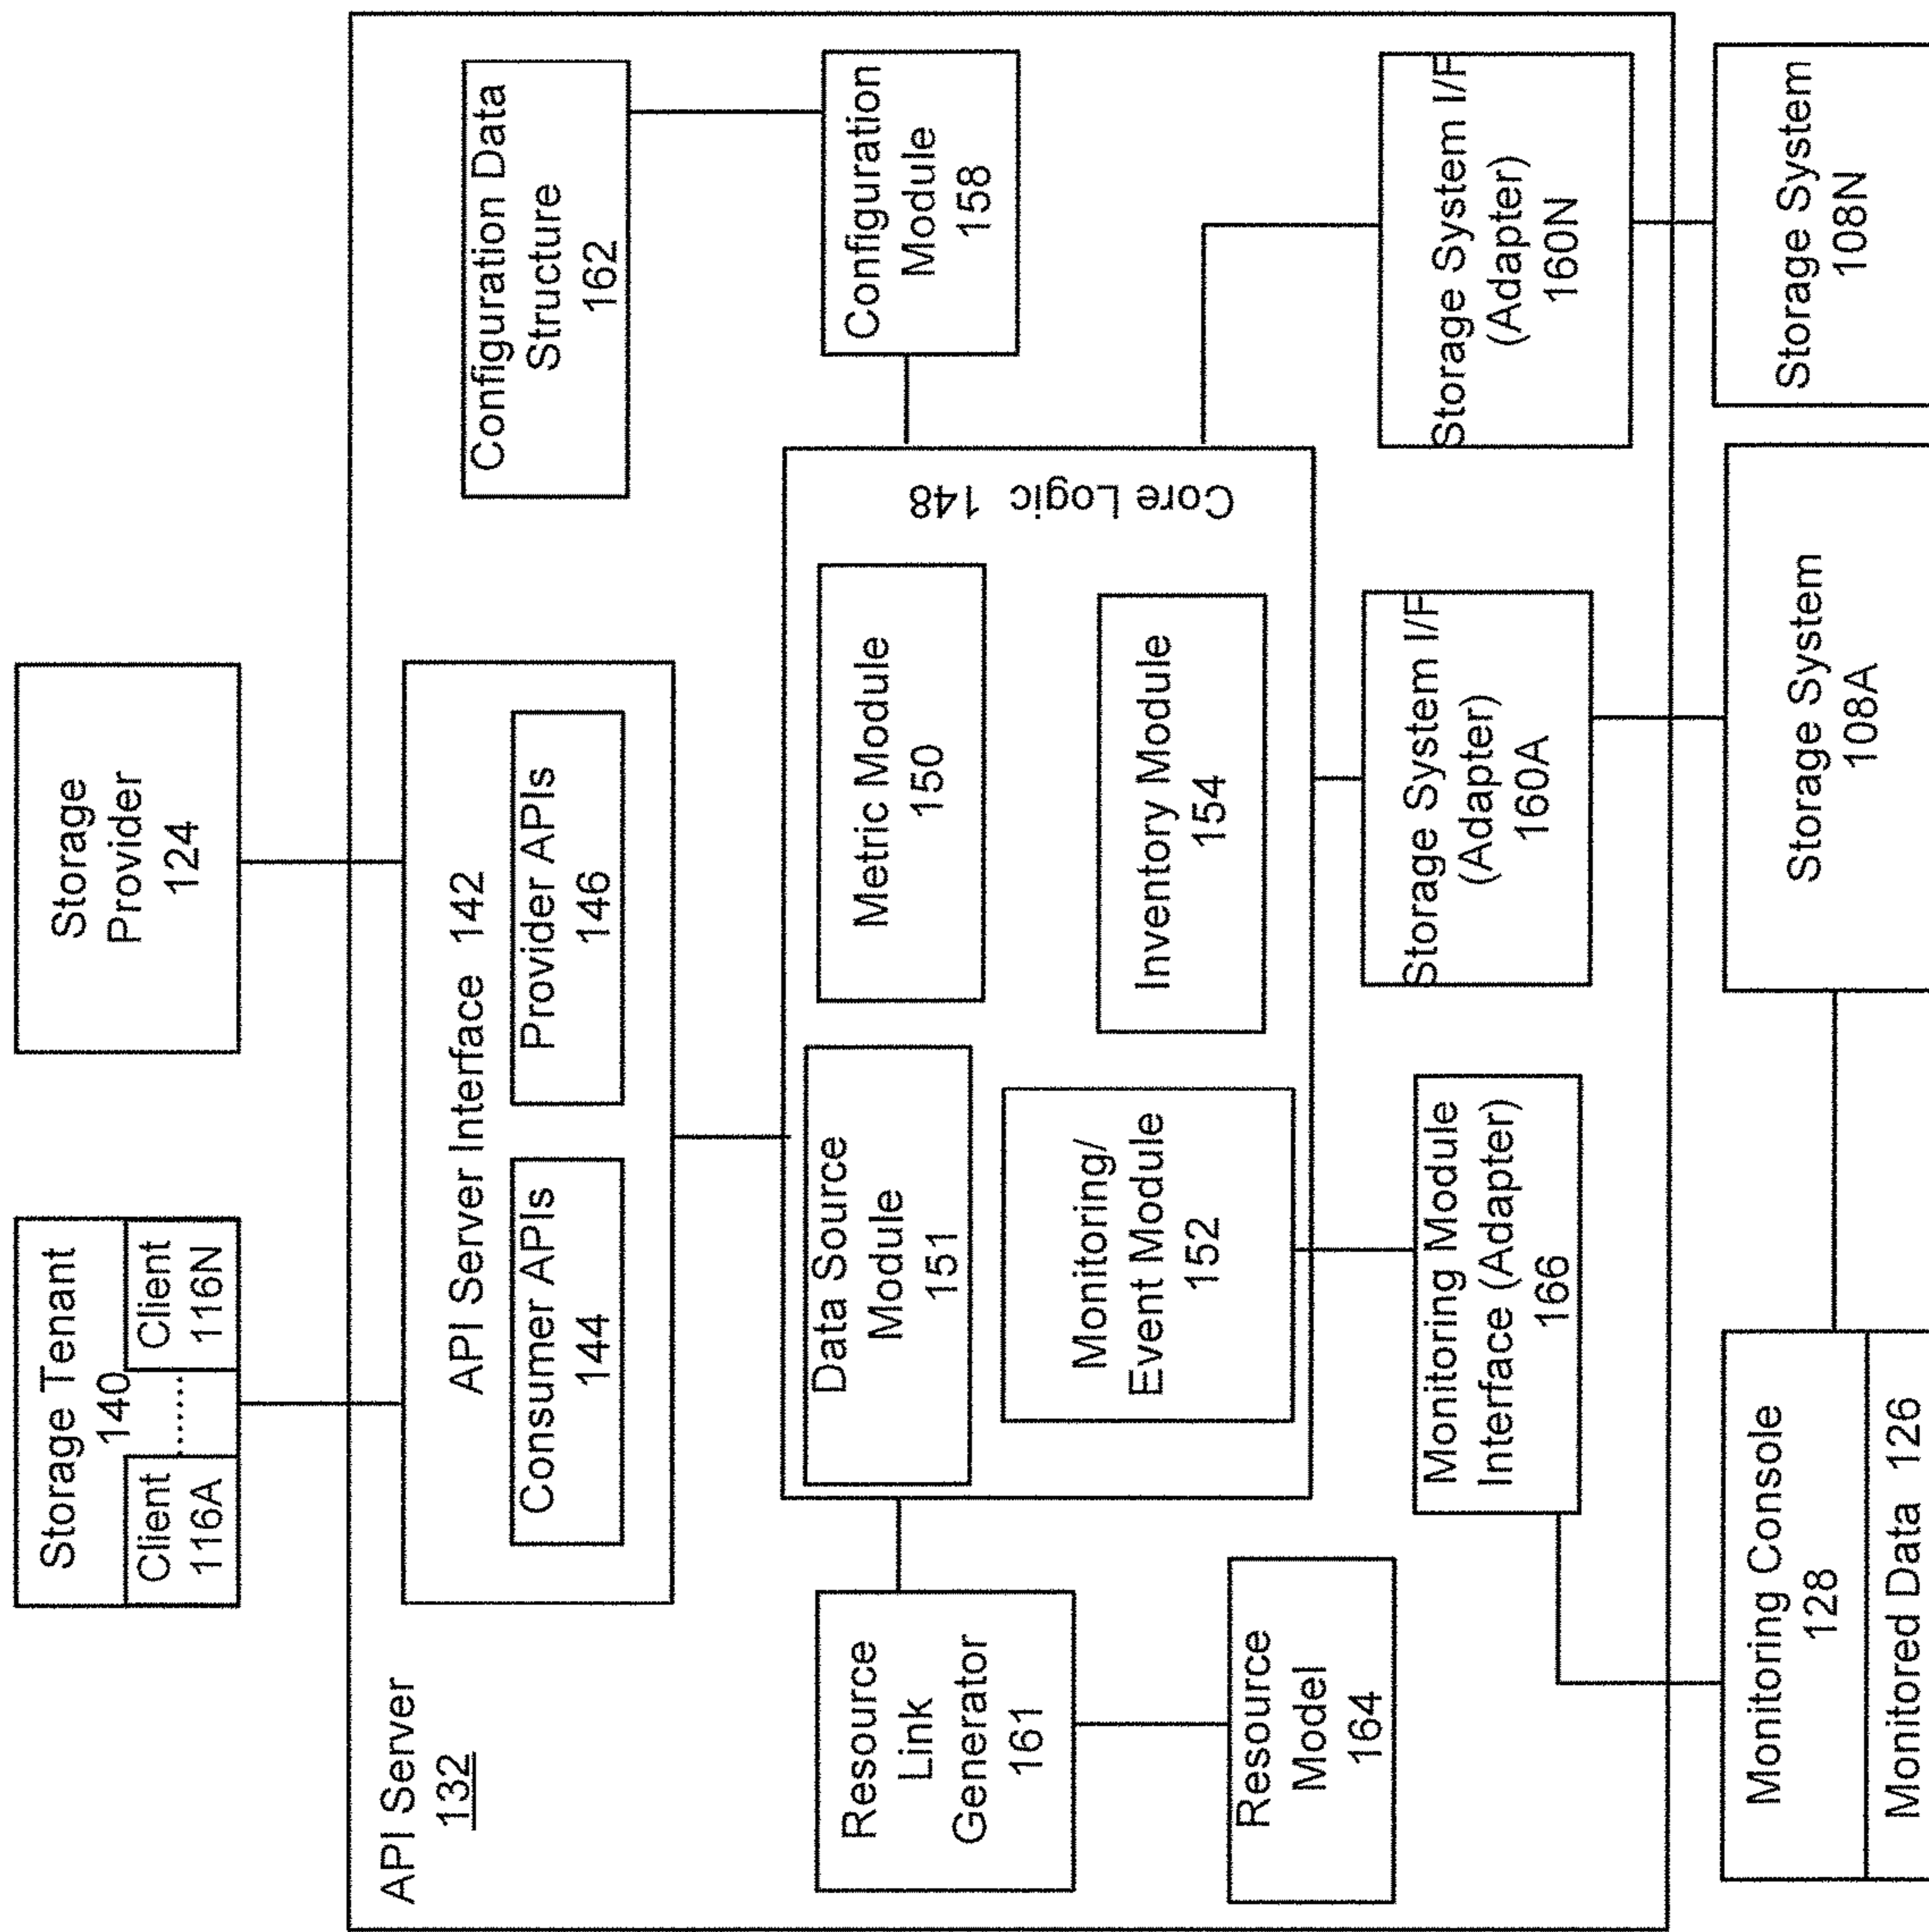 Storage Tenant
140
Client
116A
......
Client
116N
Storage
Provider
124
API Server
132
API Server Interface 142
Consumer APIs
144
Provider APIs
146
Configuration Data
Structure
162
Resource
Link
Generator
161
Data Source
Module
151
Metric Module
150
Core Logic 148
Configuration
Module
158
Monitoring/
Event Module
152
Inventory Module
154
Resource
Model
164
Monitoring Module
Interface (Adapter)
166
Storage System I/F
(Adapter)
160A
Storage System I/F
(Adapter)
160N
Monitoring Console
128
Monitored Data 126
Storage System
108A
Storage System
108N